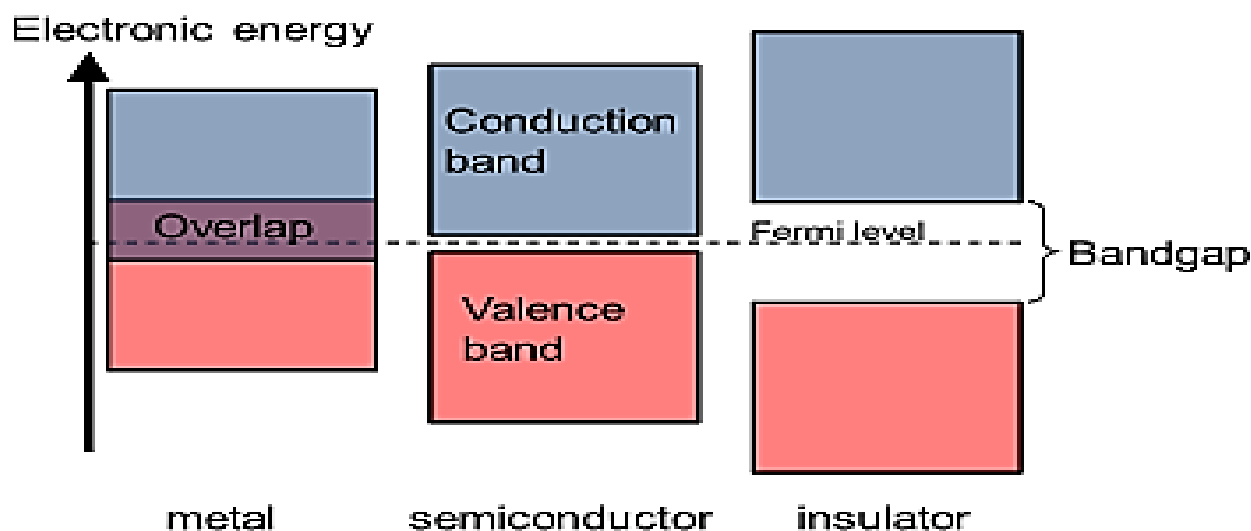 Electronic energy
Conduction
band
Overlap
Fermi level
Bandgap
Valence
band
metal
semiconductor
insulator